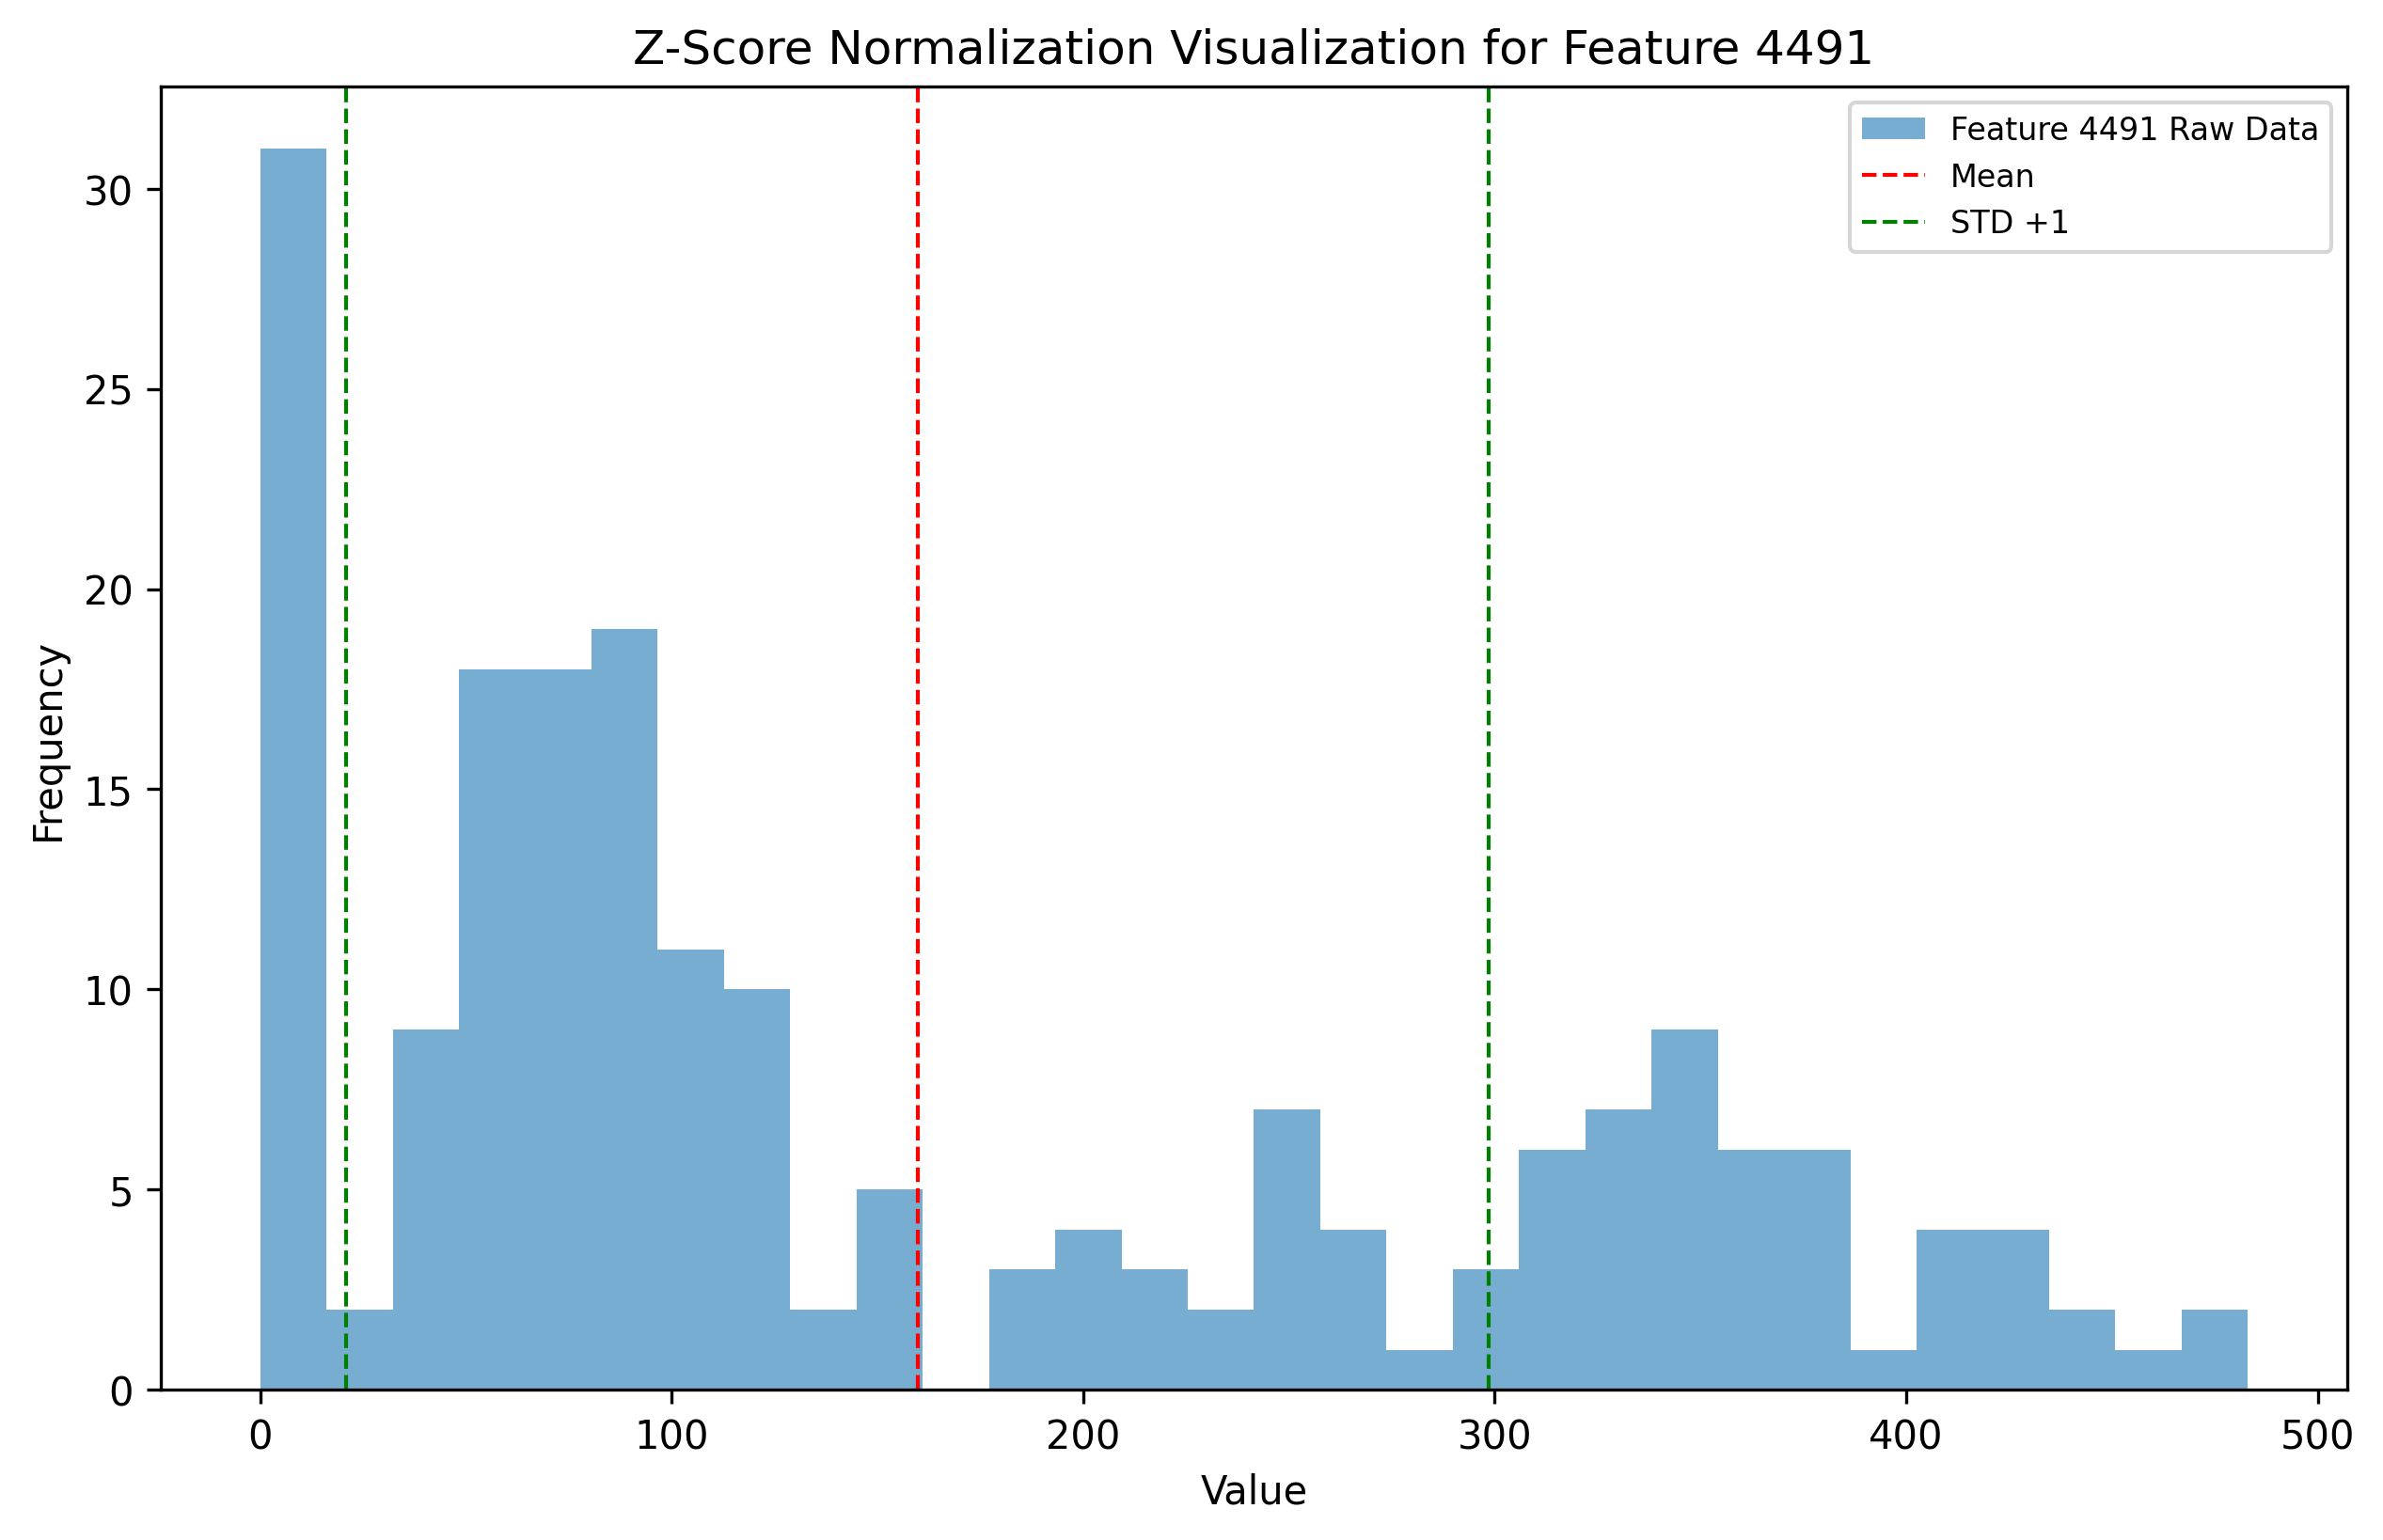 Z-Score Normalization Visualization for Feature 4491
Feature 4491 Raw Data
Mean
STD +1
Frequency
30
25
20
15
10
5
0
0 100 200 300 400 500
Value